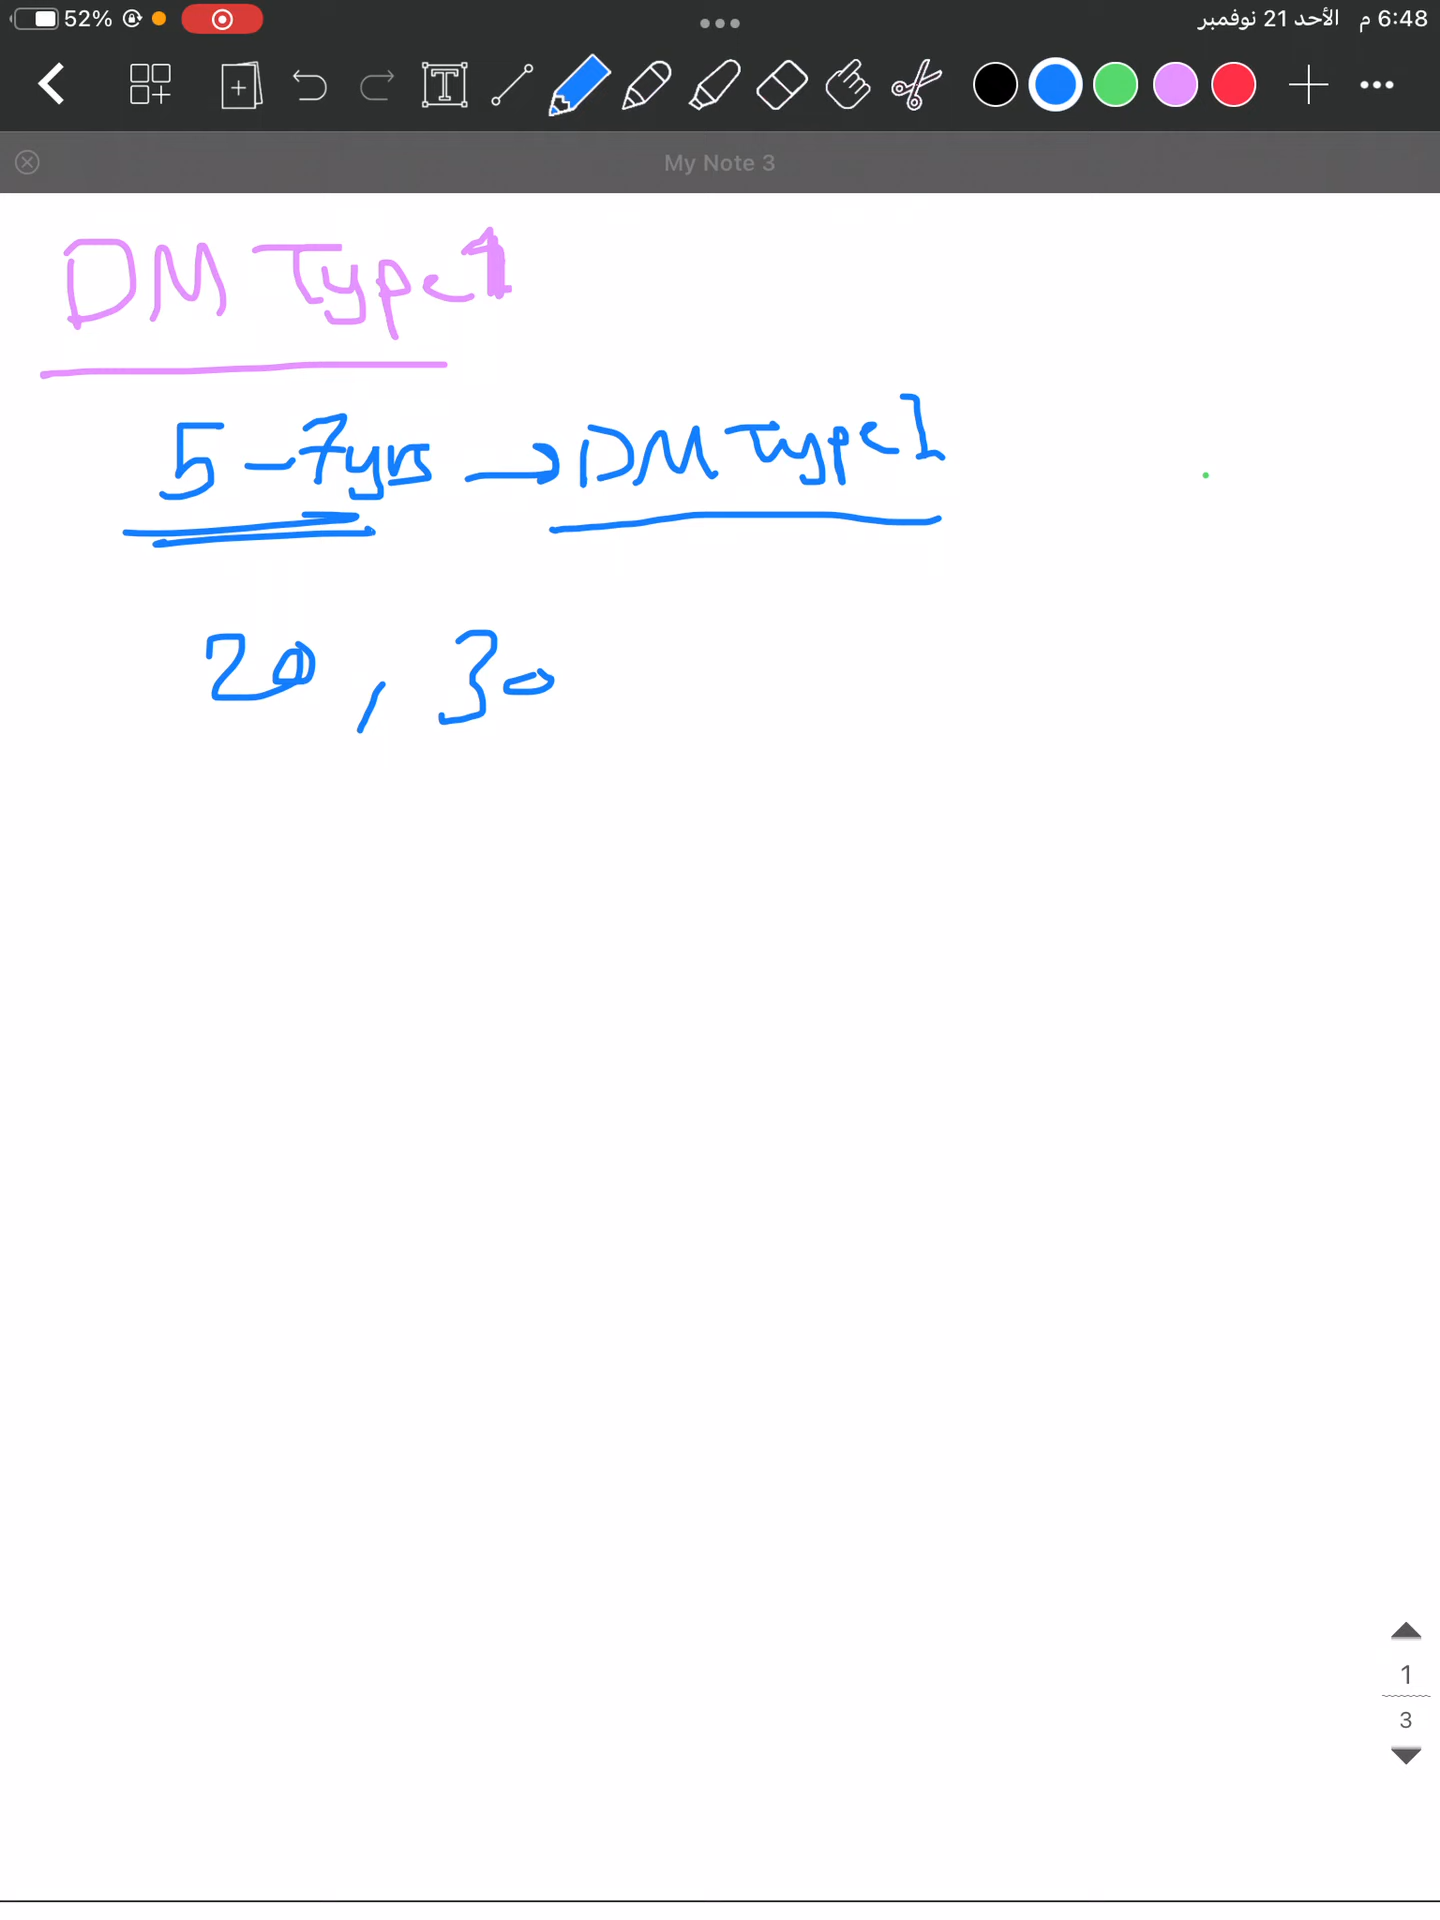 52% 6:48 م الأحد 21 نوفمبر
T
My Note 3
DM Type 1
5-7yrs → DM Type 1
20 , 30
1
3